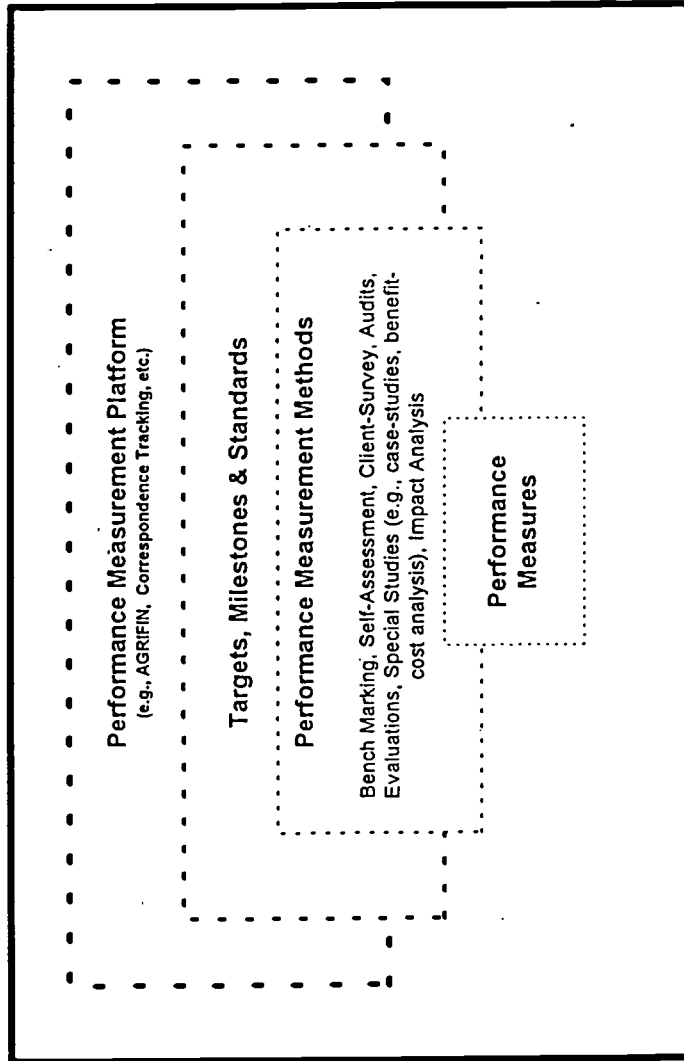 Performance Measurement Platform
(e.g., AGRIFIN, Correspondence Tracking, etc.)
Targets, Milestones & Standards
Performance Measurement Methods
Bench Marking, Self-Assessment, Client-Survey, Audits,
Evaluations, Special Studies (e.g., case-studies, benefit-
cost analysis), Impact Analysis
Performance
Measures